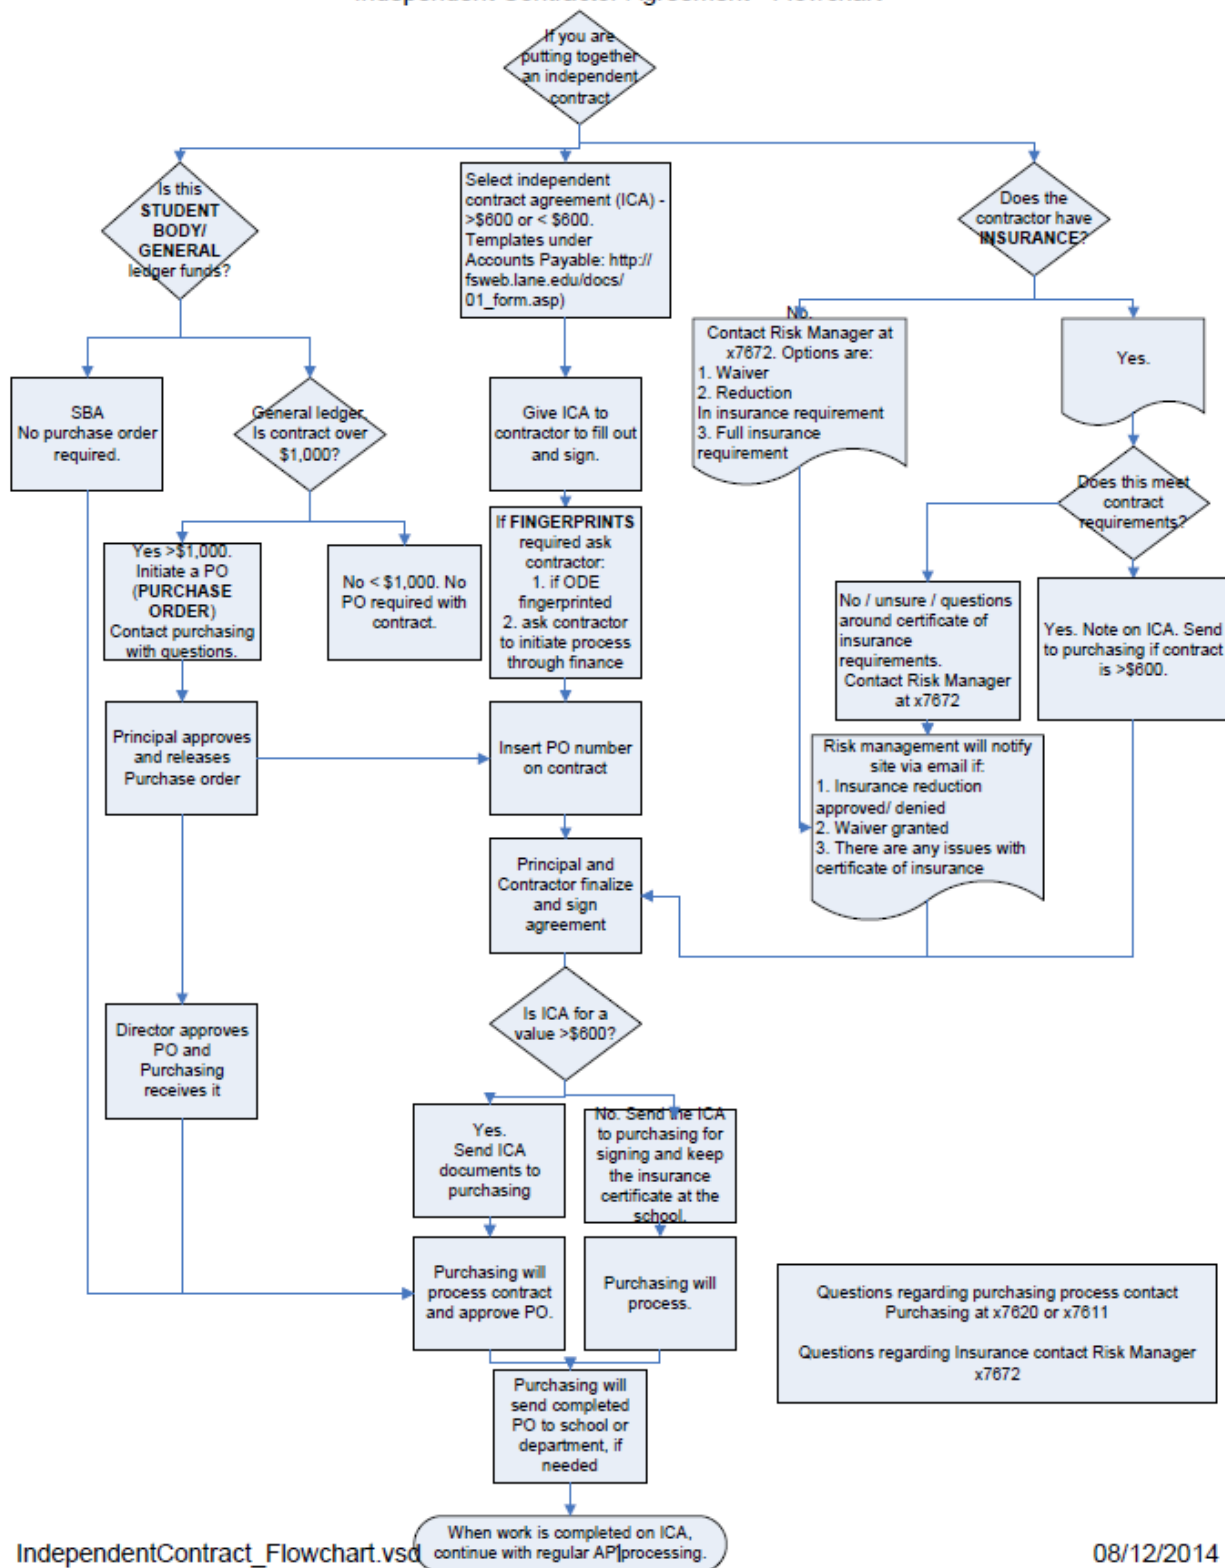 If you are
putting together
an independent
contract
Is this
STUDENT
BODY/
GENERAL
ledger funds?
Select independent
contract agreement (ICA) -
>$600 or < $600.
Templates under
Accounts Payable: http://
fsweb.lane.edu/docs/
01_form.asp)
Does the
contractor have
INSURANCE?
No.
Contact Risk Manager at
x7672. Options are:
1. Waiver
2. Reduction
In insurance requirement
3. Full insurance
requirement
Yes.
SBA
No purchase order
required.
General ledger.
Is contract over
$1,000?
Give ICA to
contractor to fill out
and sign.
Does this meet
contract
requirements?
Yes >$1,000.
Initiate a PO
(PURCHASE
ORDER)
Contact purchasing
with questions.
No < $1,000. No
PO required with
contract.
If FINGERPRINTS
required ask
contractor:
1. if ODE
fingerprinted
2. ask contractor
to initiate process
through finance
No / unsure / questions
around certificate of
insurance
requirements.
Contact Risk Manager
at x7672
Yes. Note on ICA. Send
to purchasing if contract
is >$600.
Principal approves
and releases
Purchase order
Insert PO number
on contract
Risk management will notify
site via email if:
1. Insurance reduction
approved/ denied
2. Waiver granted
3. There are any issues with
certificate of insurance
Principal and
Contractor finalize
and sign
agreement
Is ICA for a
value >$600?
Director approves
PO and
Purchasing
receives it
Yes.
Send ICA
documents to
purchasing
No. Send the ICA
to purchasing for
signing and keep
the insurance
certificate at the
school.
Purchasing will
process contract
and approve PO.
Purchasing will
process.
Questions regarding purchasing process contact
Purchasing at x7620 or x7611
Questions regarding Insurance contact Risk Manager
x7672
Purchasing will
send completed
PO to school or
department, if
needed
When work is completed on ICA,
continue with regular AP processing.
IndependentContract_Flowchart.vsd
1
08/12/2014